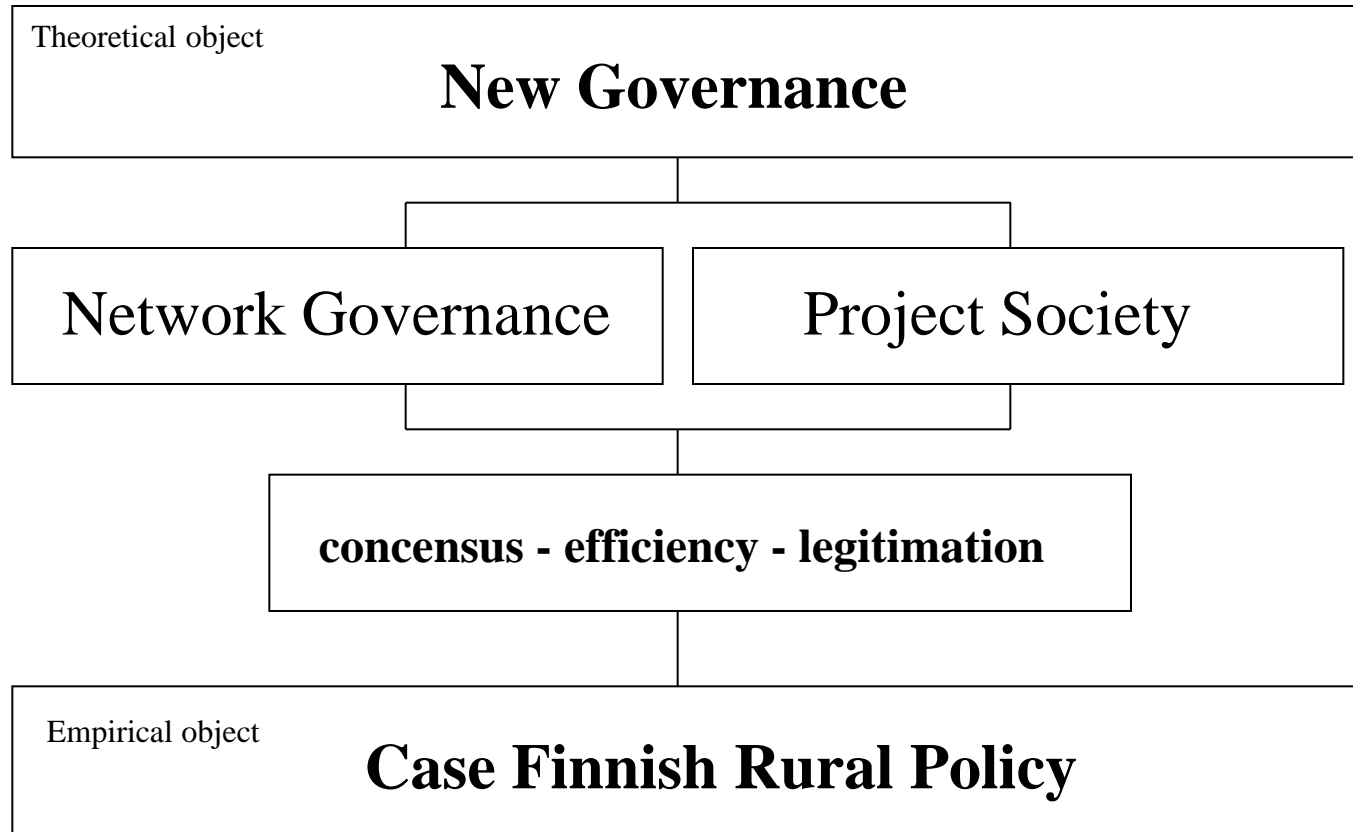 Theoretical object
New Governance
Network Governance
Project Society
concensus - efficiency - legitimation
Empirical object
Case Finnish Rural Policy